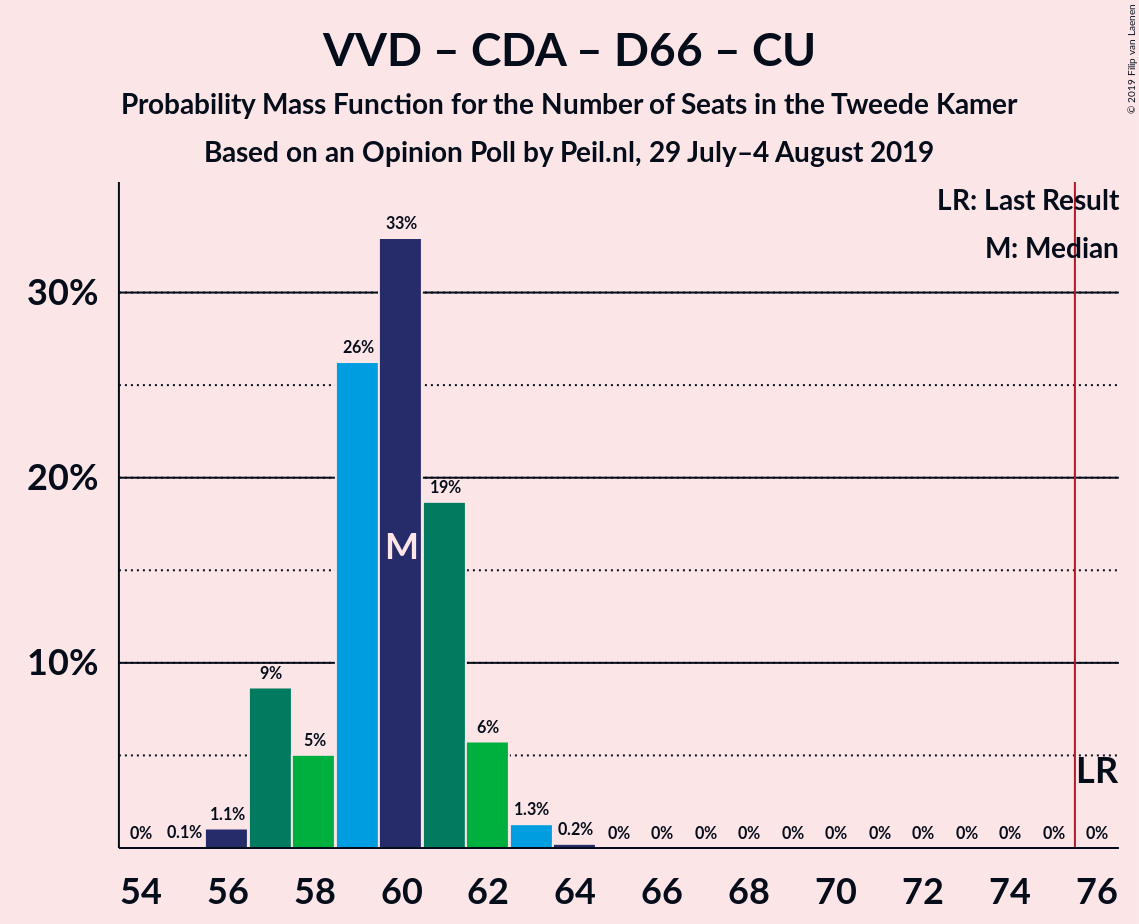 VVD – CDA – D66 – CU
Probability Mass Function for the Number of Seats in the Tweede Kamer
Based on an Opinion Poll by Peil.nl, 29 July–4 August 2019
© 2019 Filip van Laenen
LR: Last Result
M: Median
30%
20%
10%
0% 0.1% 1.1% 9% 5% 26% 33% 19% 6% 1.3% 0.2% 0% 0% 0% 0% 0% 0% 0% 0% 0% 0% 0% 0%
M
LR
54 56 58 60 62 64 66 68 70 72 74 76